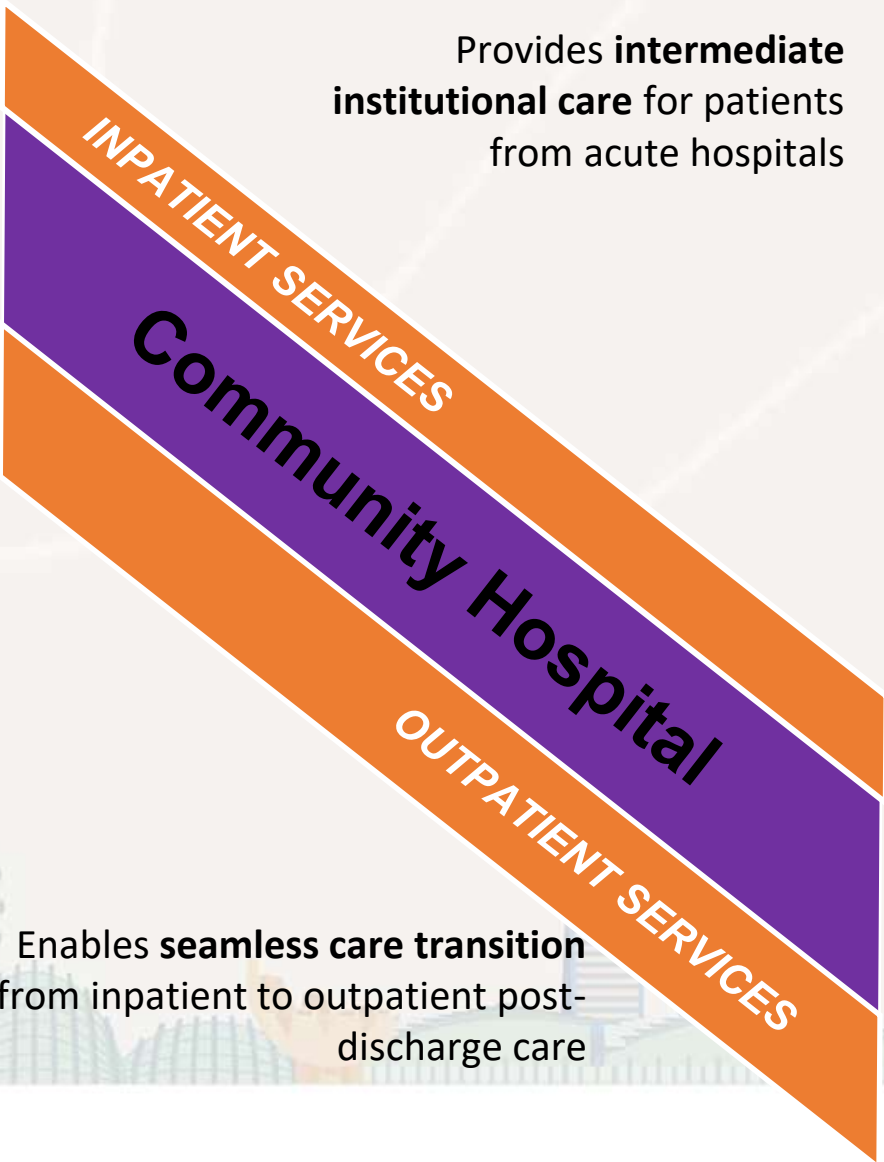 Provides intermediate
institutional care for patients
from acute hospitals
INPATIENT SERVICES
Community Hospital
OUTPATIENT SERVICES
Enables seamless care transition
from inpatient to outpatient post-
discharge care